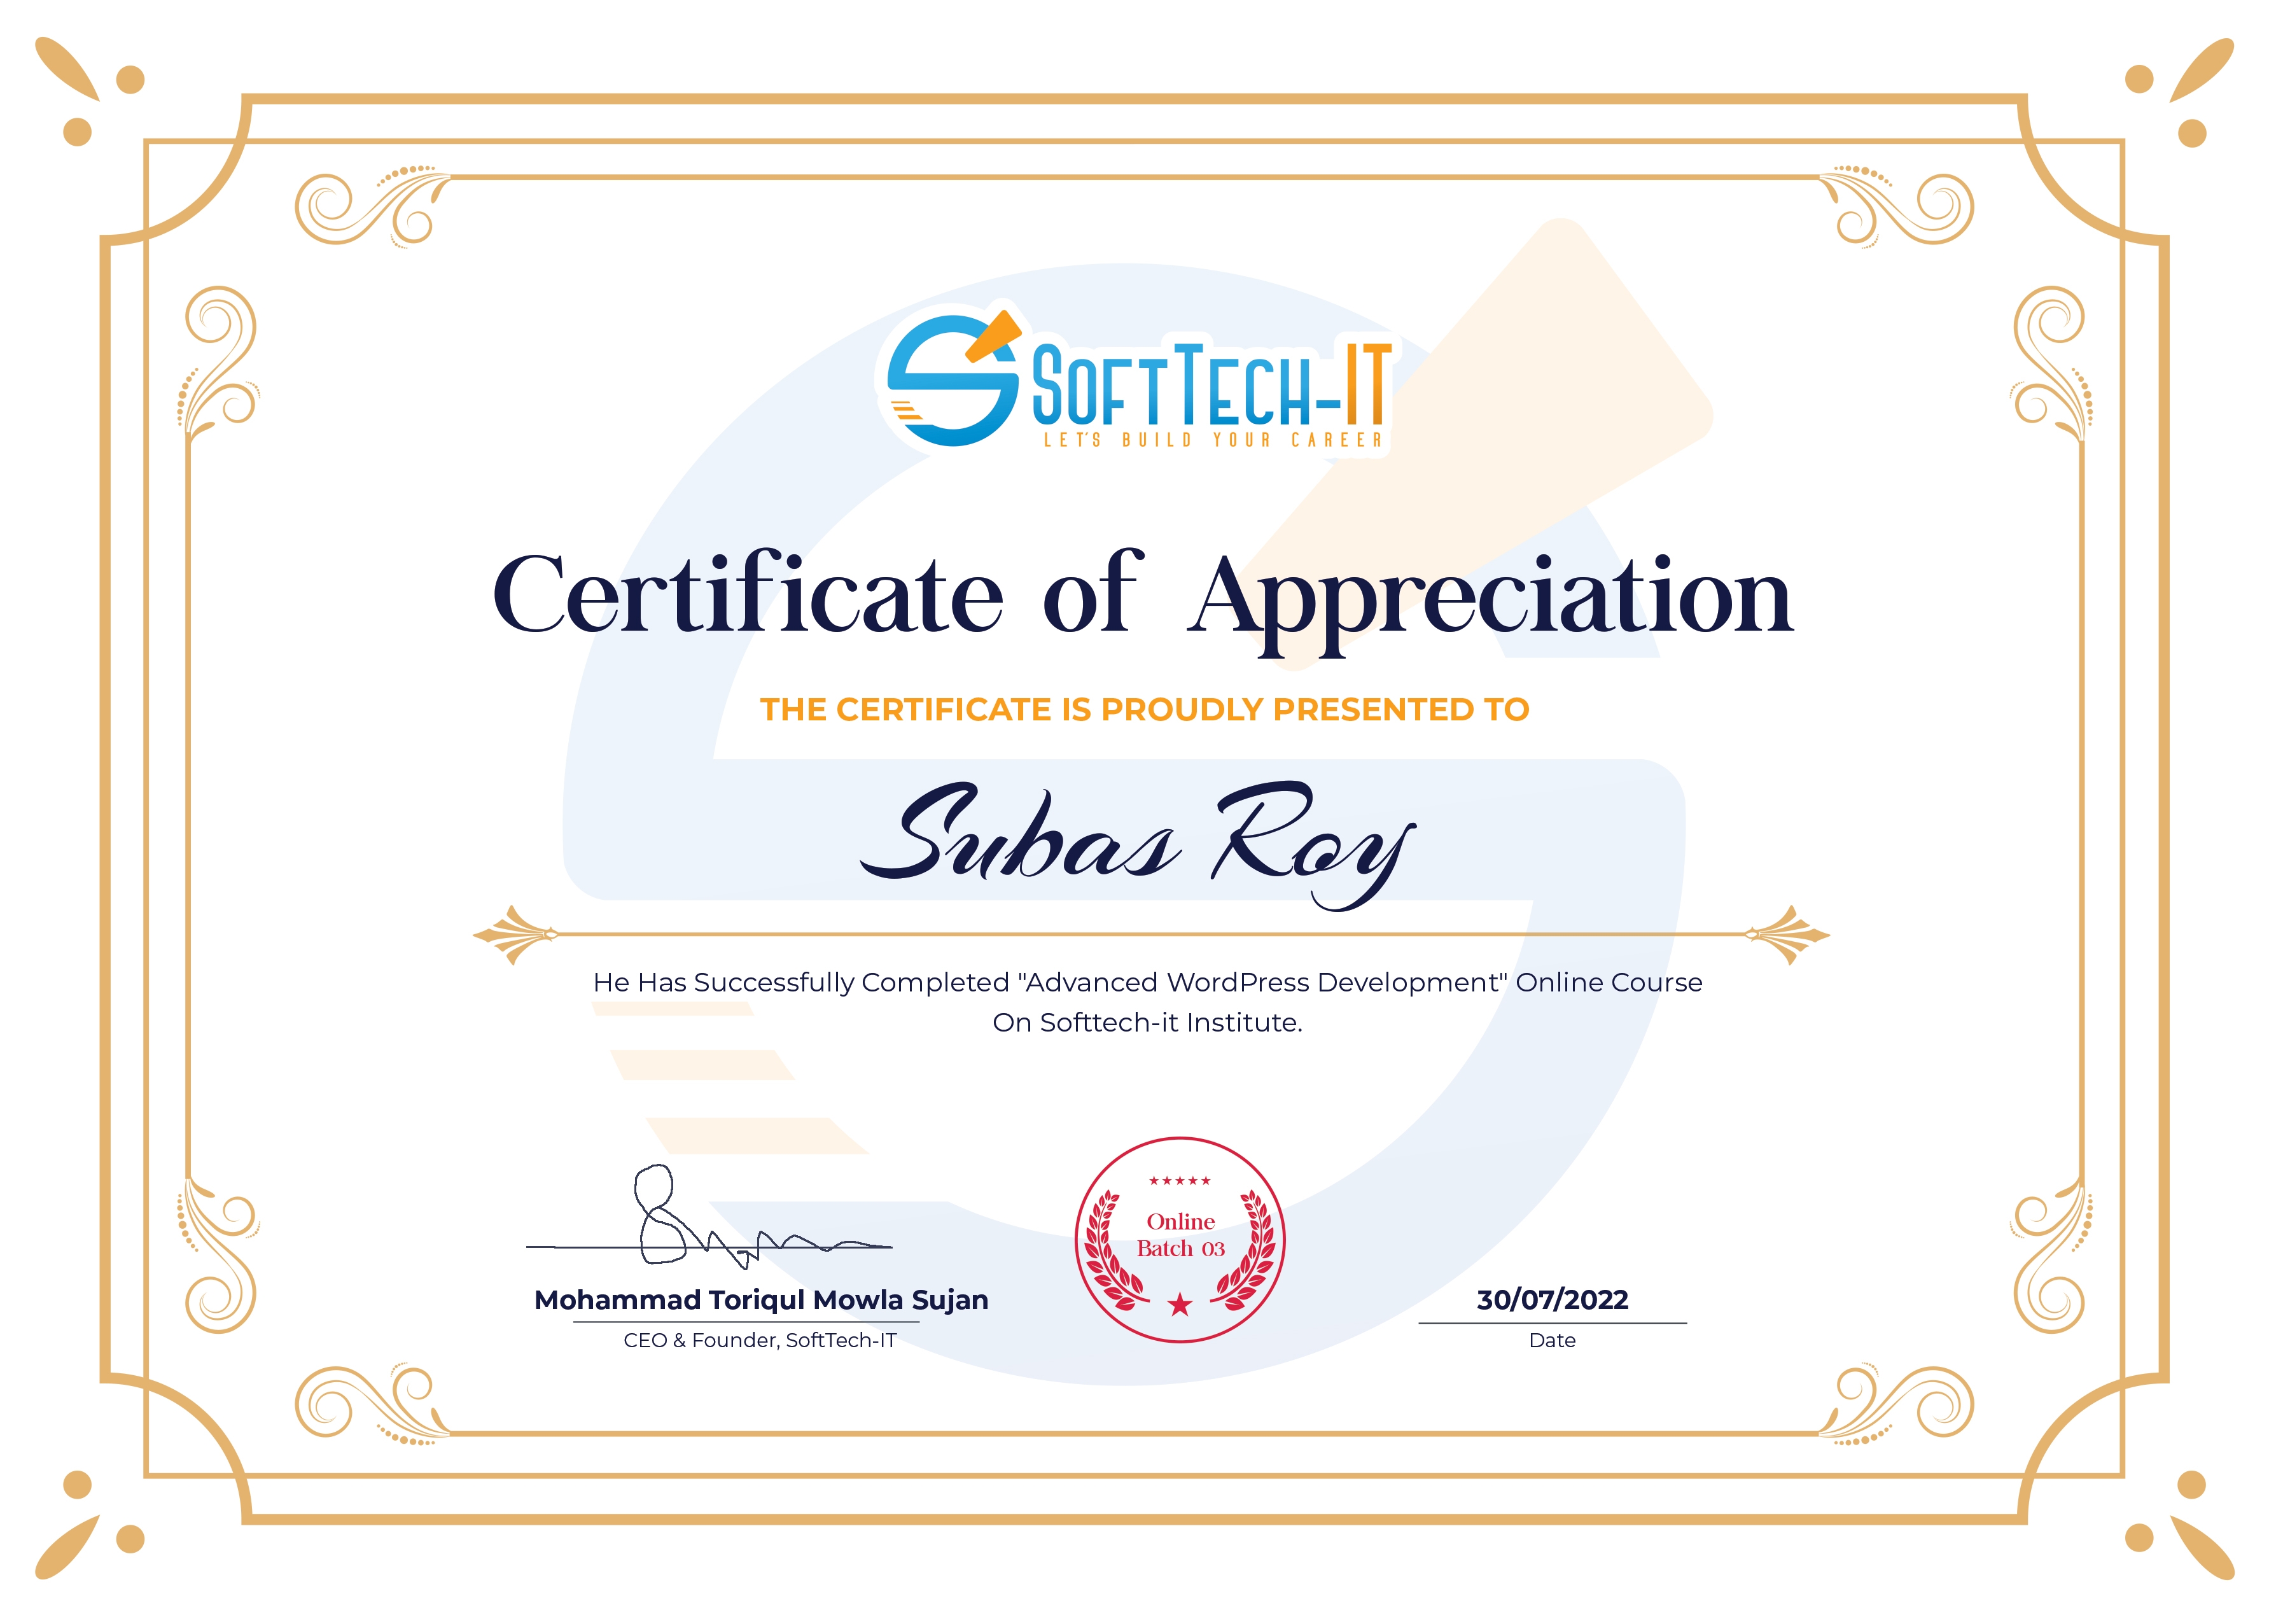 SOFTTECH-IT
LET'S BUILD YOUR CAREER
Certificate of Appreciation
THE CERTIFICATE IS PROUDLY PRESENTED TO
Subas Roy
He Has Successfully Completed "Advanced WordPress Development" Online Course
On Softtech-it Institute.
Online
Batch 03
Mohammad Toriqul Mowla Sujan
CEO & Founder, SoftTech-IT
30/07/2022
Date